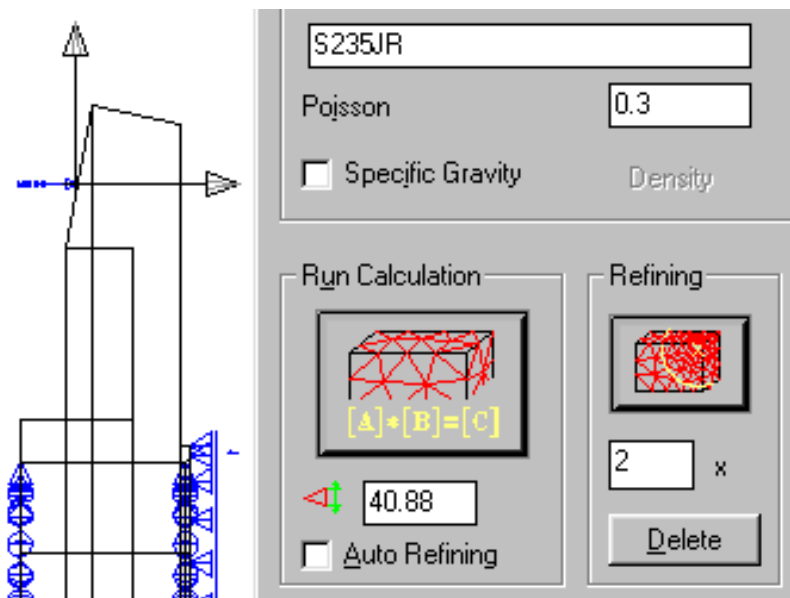 S235JR
Poisson
0.3
Specific Gravity
Density
Run Calculation
Refining
[A]*[B]=[C]
2 x
40.88
Auto Refining
Delete